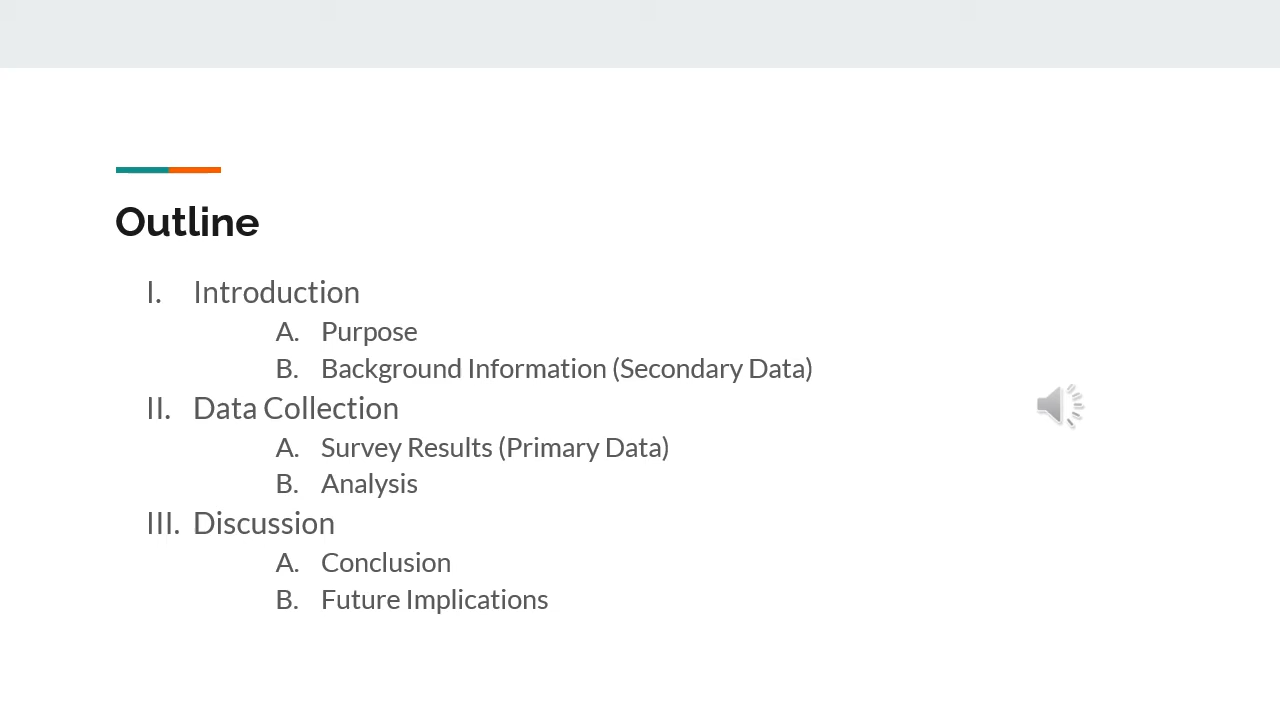 Outline
I. Introduction
A. Purpose
B. Background Information (Secondary Data)
II. Data Collection
A. Survey Results (Primary Data)
B. Analysis
III. Discussion
A. Conclusion
B. Future Implications